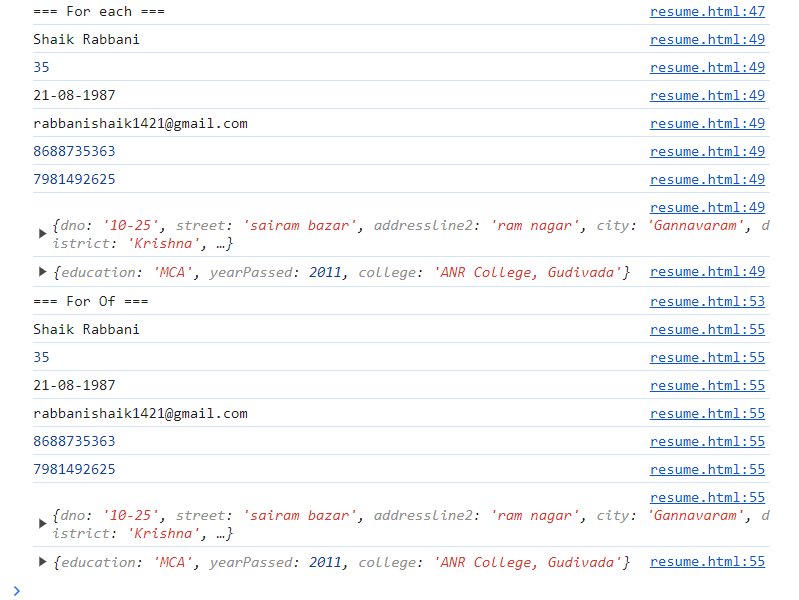 === For each === resume.html:47
Shaik Rabbani resume.html:49
35 resume.html:49
21-08-1987 resume.html:49
rabbanishaik1421@gmail.com resume.html:49
8688735363 resume.html:49
7981492625 resume.html:49
resume.html:49
{dno: '10-25', street: 'sairam bazar', addressline2: 'ram nagar', city: 'Gannavaram', d
istrict: 'Krishna', …}
{education: 'MCA', yearPassed: 2011, college: 'ANR College, Gudivada'} resume.html:49
=== For Of === resume.html:53
Shaik Rabbani resume.html:55
35 resume.html:55
21-08-1987 resume.html:55
rabbanishaik1421@gmail.com resume.html:55
8688735363 resume.html:55
7981492625 resume.html:55
resume.html:55
{dno: '10-25', street: 'sairam bazar', addressline2: 'ram nagar', city: 'Gannavaram', d
istrict: 'Krishna', …}
{education: 'MCA', yearPassed: 2011, college: 'ANR College, Gudivada'} resume.html:55